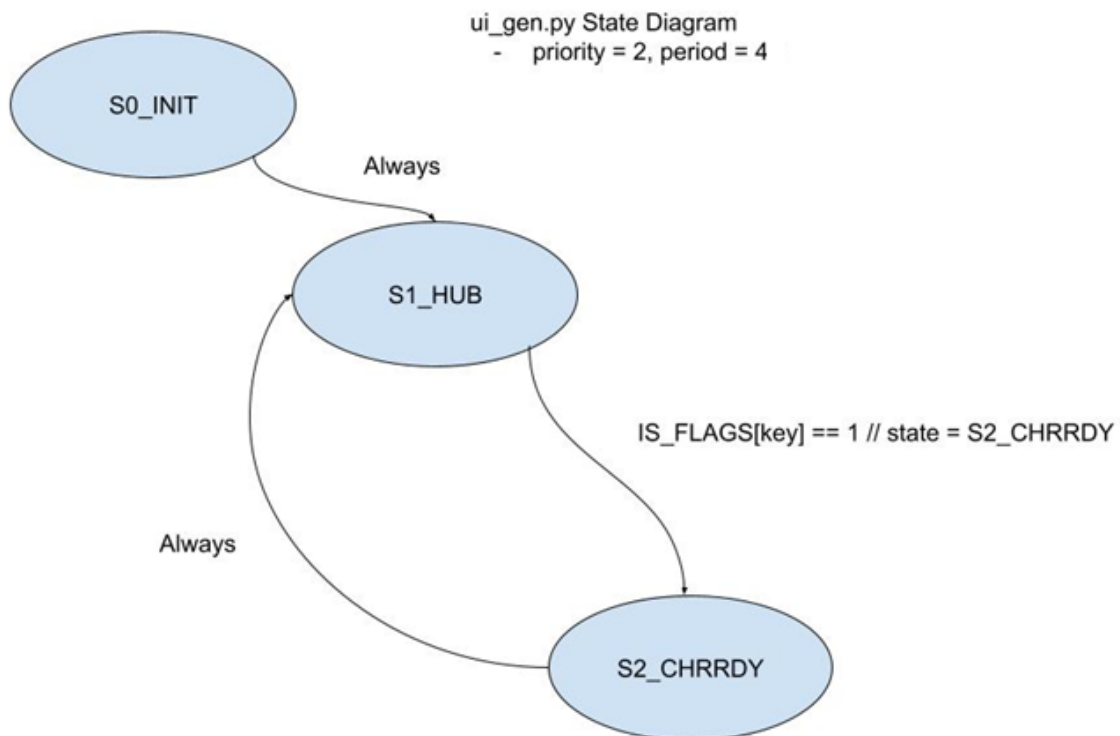 ui_gen.py State Diagram
- priority = 2, period = 4
S0_INIT
Always
S1_HUB
IS_FLAGS[key] == 1 // state = S2_CHRRDY
Always
S2_CHRRDY